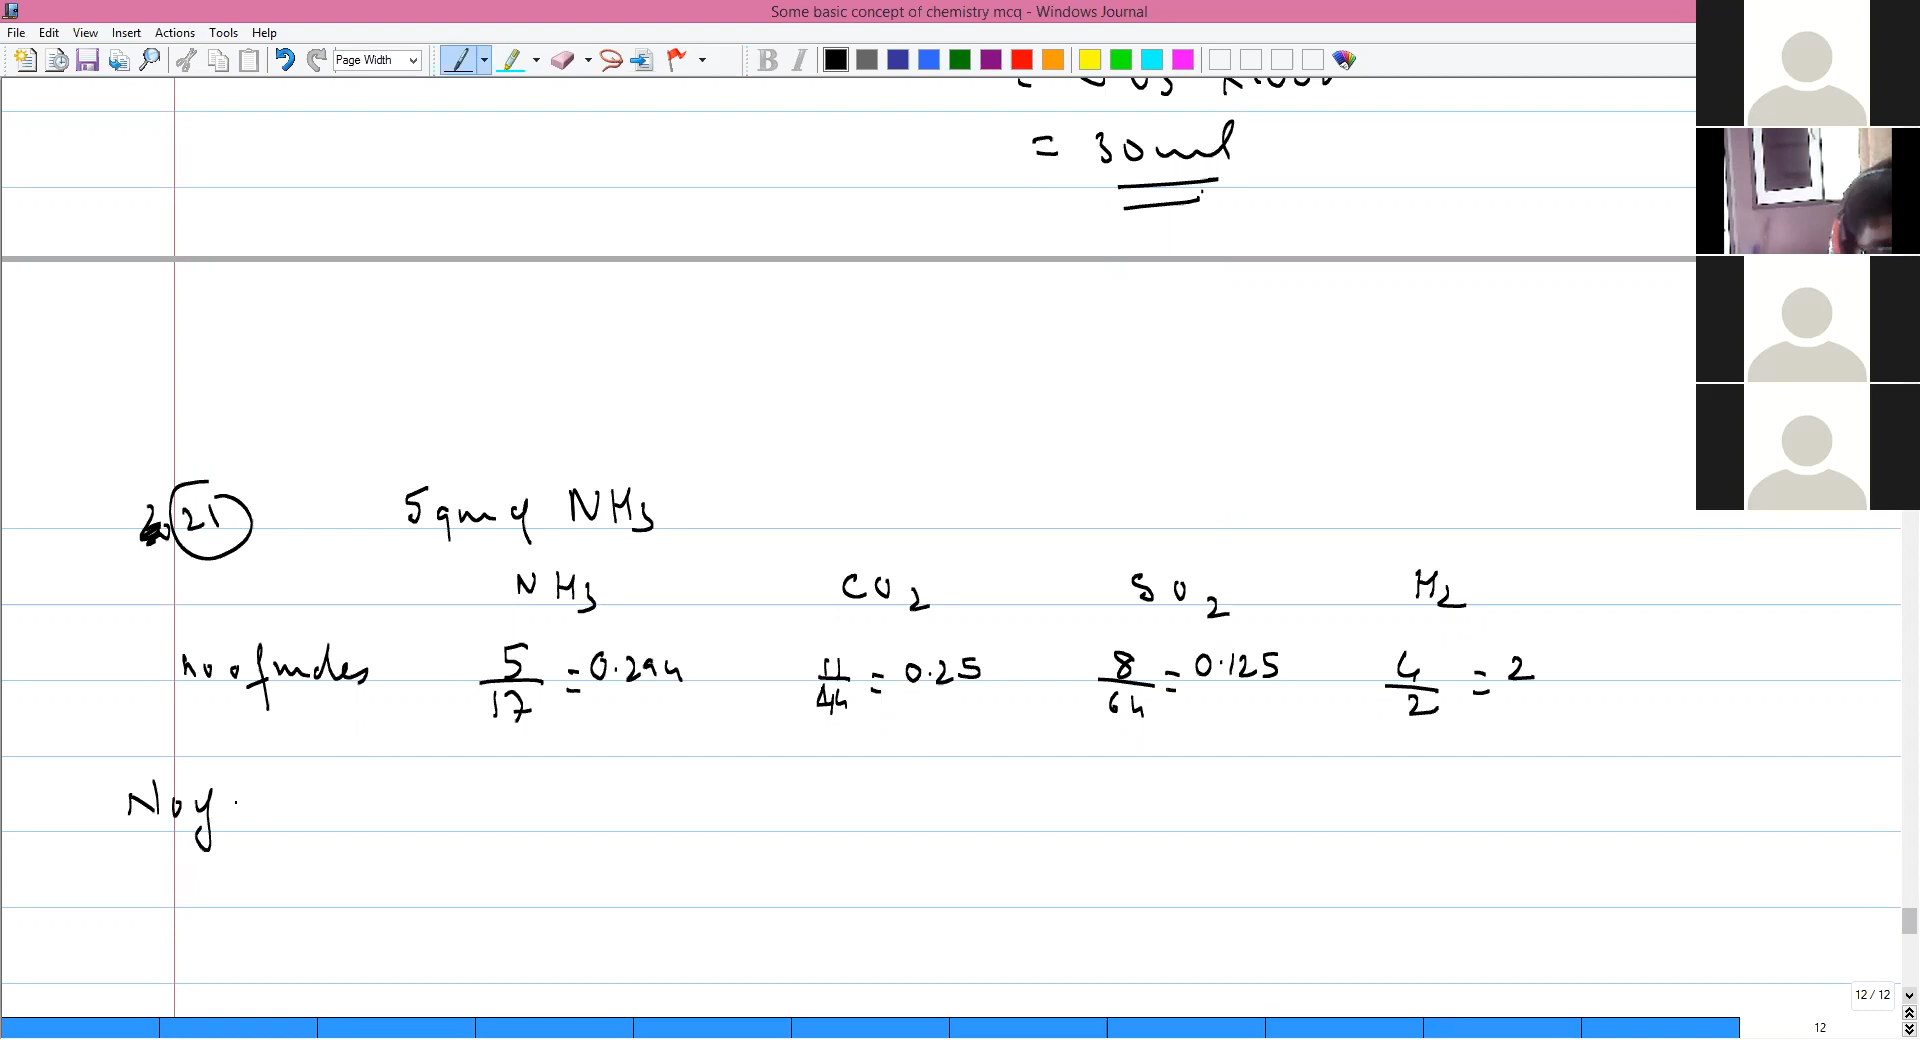 Some basic concept of chemistry mcq - Windows Journal
File Edit View Insert Actions Tools Help
Page Width
= 30ml
21 5 gm of NH3
NH3 CO2 SO2 H2
no of moles 5/17 = 0.294 11/44 = 0.25 8/64 = 0.125 4/2 = 2
No of
12 / 12
12